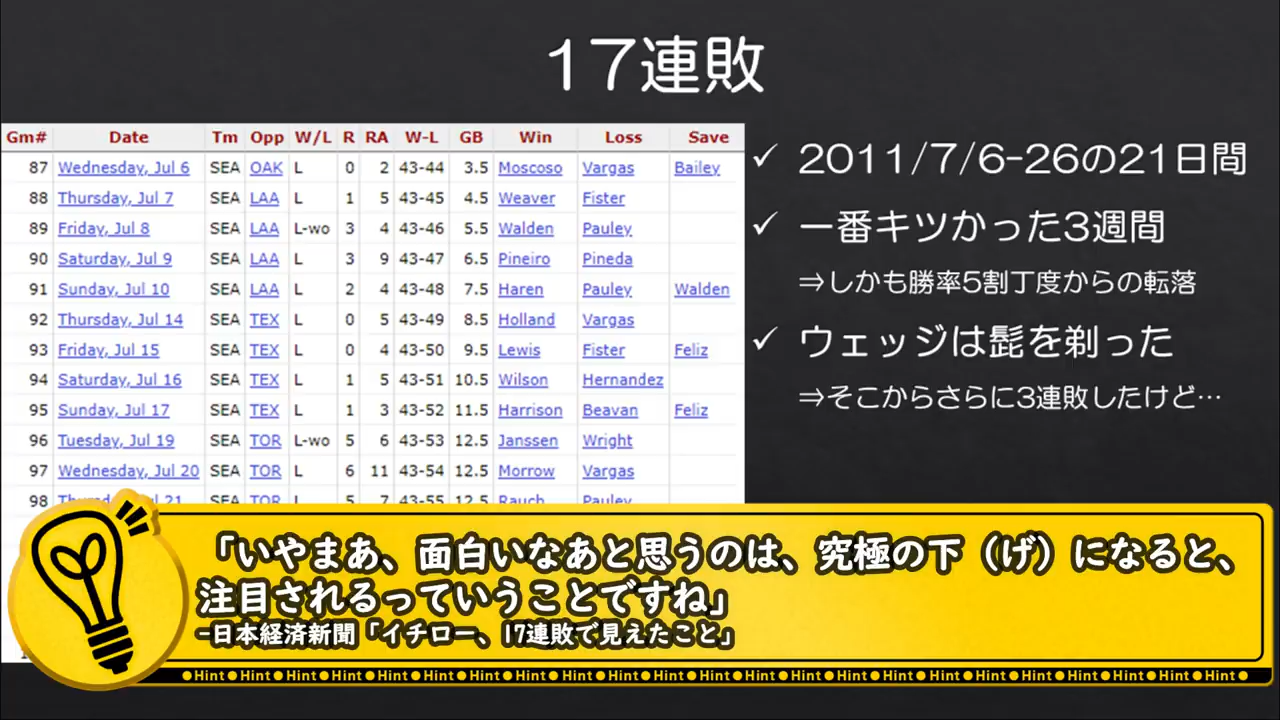 17連敗
Gm# Date Tm Opp W/L R RA W-L GB Win Loss Save
87 Wednesday, Jul 6 SEA OAK L 0 2 43-44 3.5 Moscoso Vargas Bailey
88 Thursday, Jul 7 SEA LAA L 1 5 43-45 4.5 Weaver Fister
89 Friday, Jul 8 SEA LAA L-wo 3 4 43-46 5.5 Walden Pauley
90 Saturday, Jul 9 SEA LAA L 3 9 43-47 6.5 Pineiro Pineda
91 Sunday, Jul 10 SEA LAA L 2 4 43-48 7.5 Haren Pauley Walden
92 Thursday, Jul 14 SEA TEX L 0 5 43-49 8.5 Holland Vargas
93 Friday, Jul 15 SEA TEX L 0 4 43-50 9.5 Lewis Fister Feliz
94 Saturday, Jul 16 SEA TEX L 1 5 43-51 10.5 Wilson Hernandez
95 Sunday, Jul 17 SEA TEX L 1 3 43-52 11.5 Harrison Beavan Feliz
96 Tuesday, Jul 19 SEA TOR L-wo 5 6 43-53 12.5 Janssen Wright
97 Wednesday, Jul 20 SEA TOR L 6 11 43-54 12.5 Morrow Vargas
98 Jul 21 SEA TOR L 5 7 43-55 12.5 Rauch Pauley
✓ 2011/7/6-26の21日間
✓ 一番キツかった3週間
⇒しかも勝率5割丁度からの転落
✓ ウェッジは髭を剃った
⇒そこからさらに3連敗したけど…
「いやまあ、面白いなあと思うのは、究極の下（げ）になると、
注目されるっていうことですね」
-日本経済新聞「イチロー、17連敗で見えたこと」
●Hint●Hint●Hint●Hint●Hint●Hint●Hint●Hint●Hint●Hint●Hint●Hint●Hint●Hint●Hint●Hint●Hint●Hint●Hint●Hint●Hint●Hint●Hint●